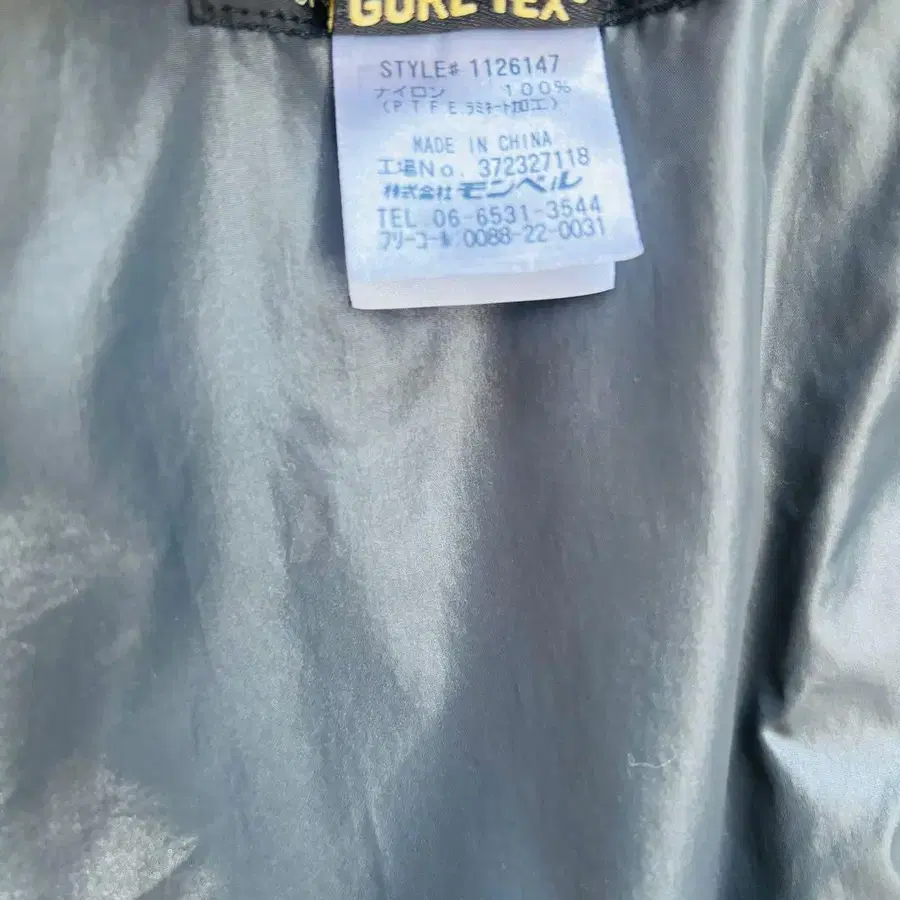 GORE-TEX
STYLE# 1126147
ナイロン 100%
(P.T.F.E.ラミネート加工)
MADE IN CHINA
工場No. 372327118
株式会社 モンベル
TEL 06-6531-3544
フリーコール 0088-22-0031